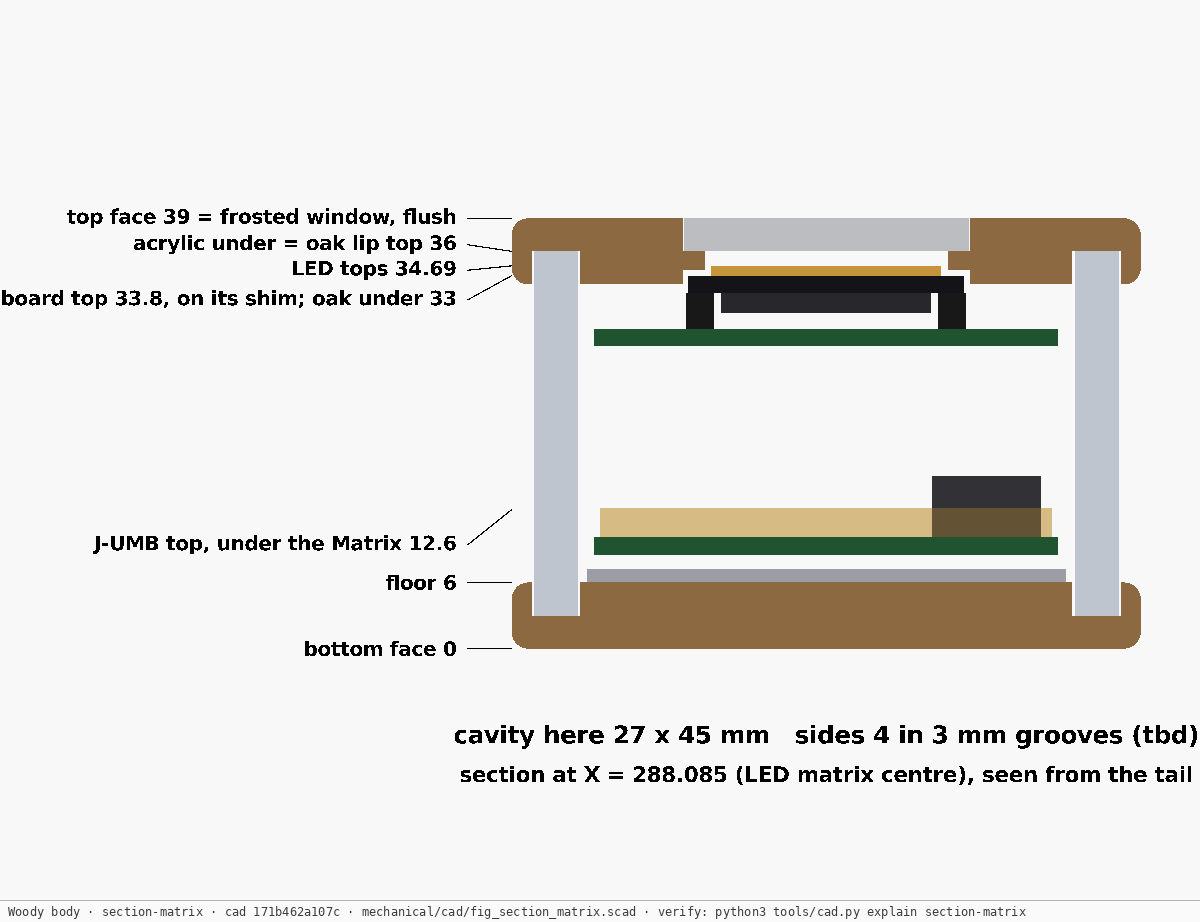 top face 39 = frosted window, flush
acrylic under = oak lip top 36
LED tops 34.69
board top 33.8, on its shim; oak under 33
J-UMB top, under the Matrix 12.6
floor 6
bottom face 0
cavity here 27 x 45 mm   sides 4 in 3 mm grooves (tbd)
section at X = 288.085 (LED matrix centre), seen from the tail
Woody body · section-matrix · cad 171b462a107c · mechanical/cad/fig_section_matrix.scad · verify: python3 tools/cad.py explain section-matrix